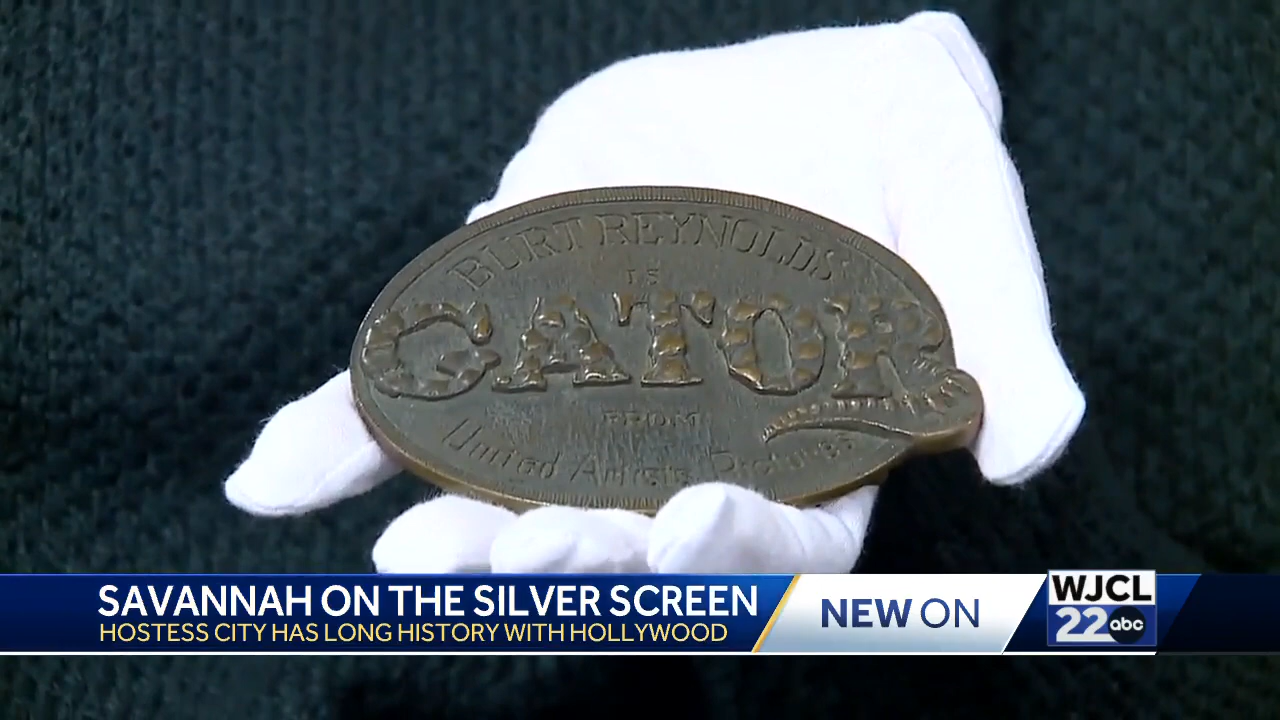 BURT REYNOLDS
IS
GATOR
FROM
United Artists Pictures
SAVANNAH ON THE SILVER SCREEN
HOSTESS CITY HAS LONG HISTORY WITH HOLLYWOOD
NEW ON
WJCL
22 abc